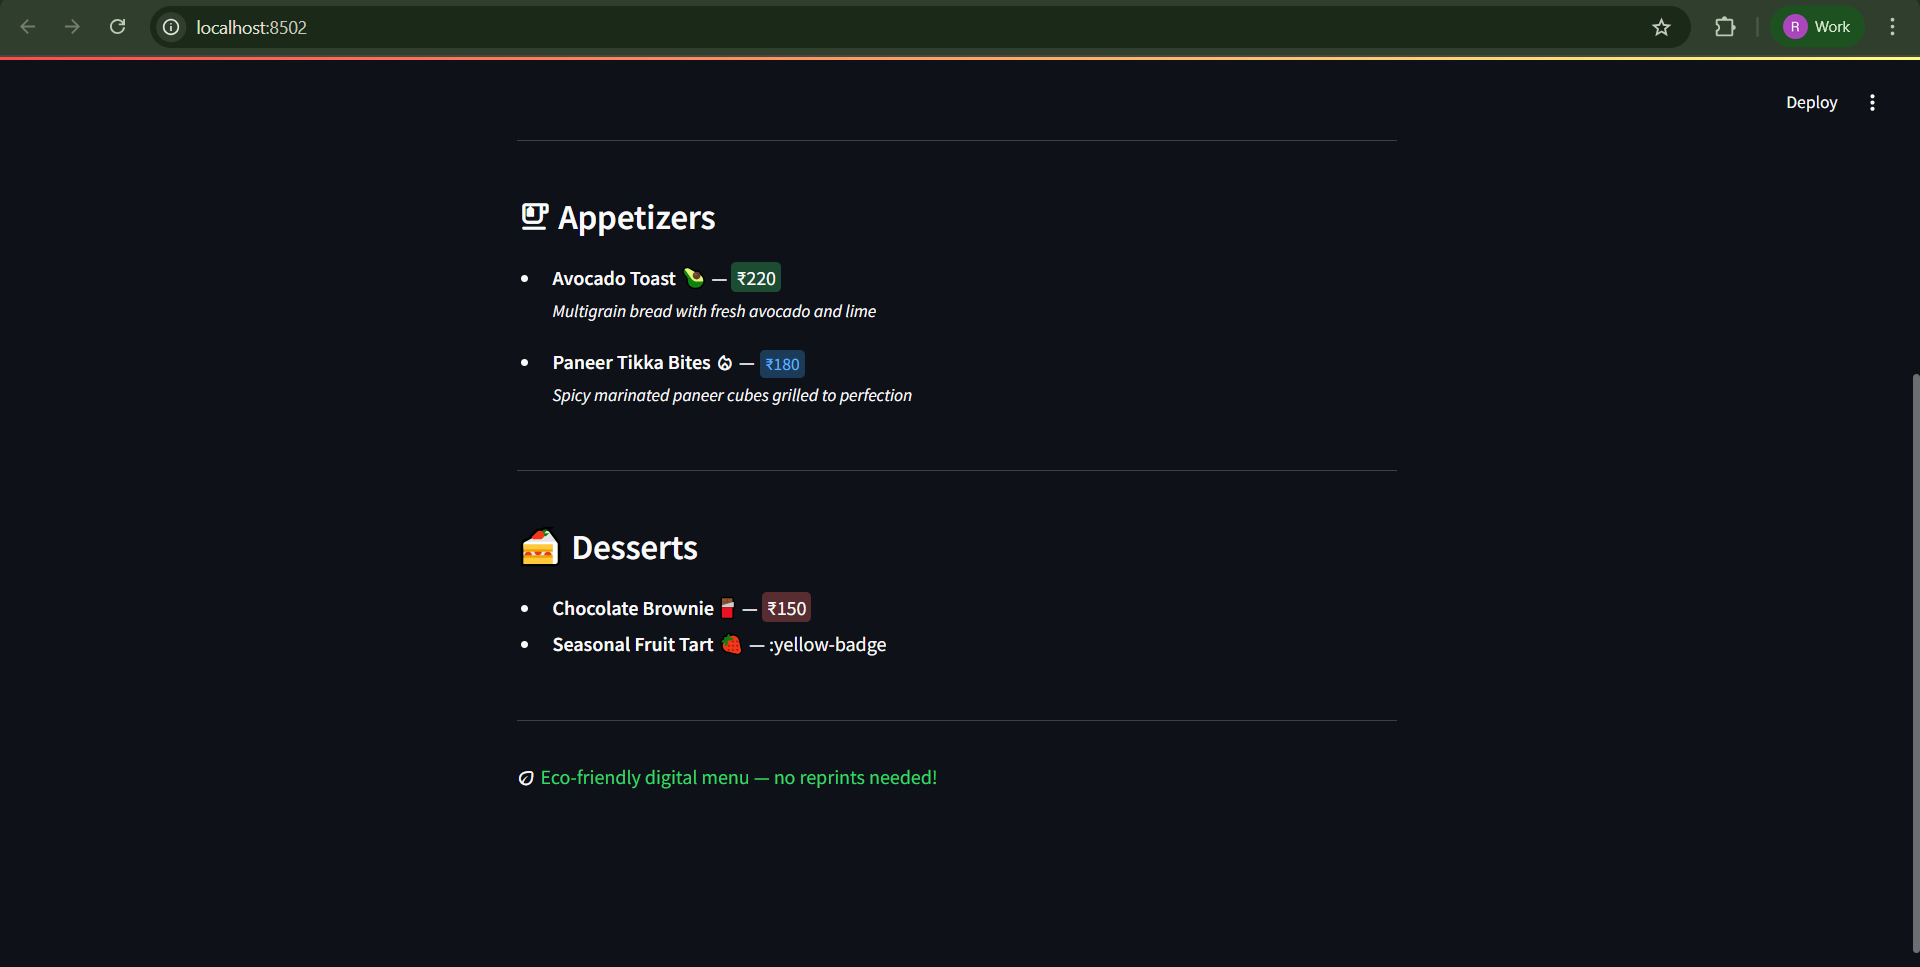 localhost:8502
R Work
Deploy
Appetizers
Avocado Toast 🥑 — ₹220
Multigrain bread with fresh avocado and lime
Paneer Tikka Bites — ₹180
Spicy marinated paneer cubes grilled to perfection
🍰 Desserts
Chocolate Brownie 🍫 — ₹150
Seasonal Fruit Tart 🍓 — :yellow-badge
Eco-friendly digital menu — no reprints needed!